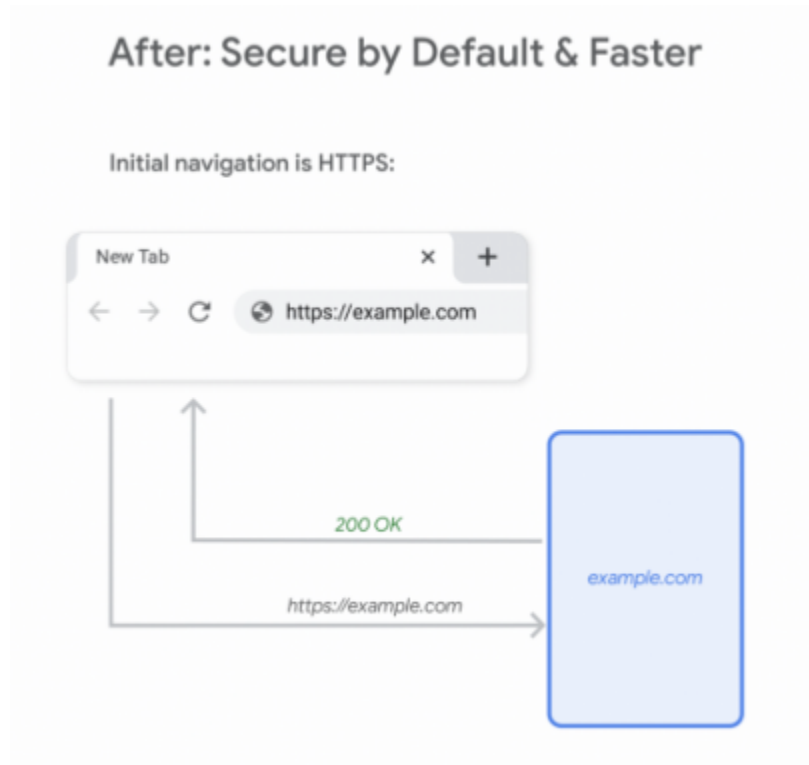 After: Secure by Default & Faster
Initial navigation is HTTPS:
New Tab
https://example.com
200 OK
example.com
https://example.com